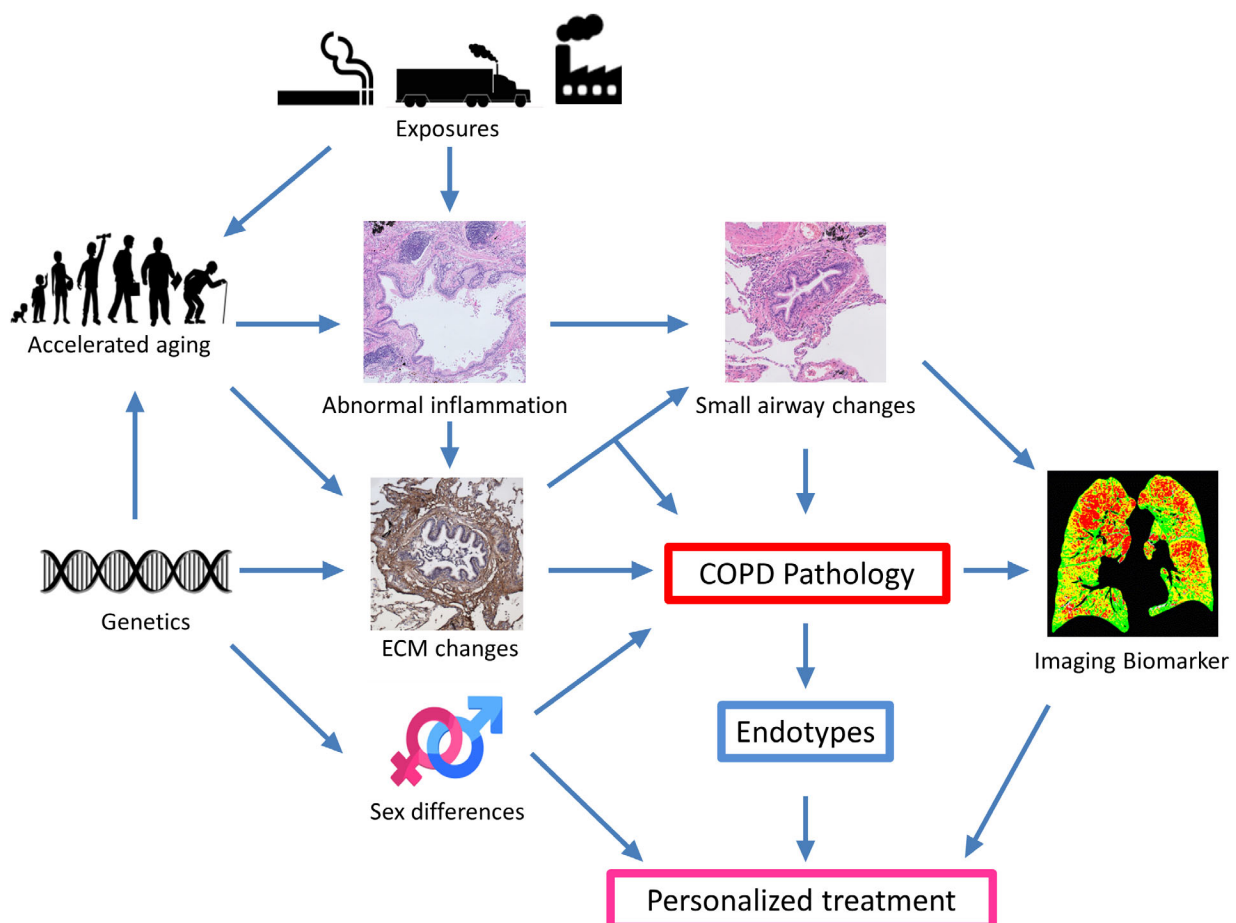 Exposures
Accelerated aging
Abnormal inflammation
Small airway changes
Genetics
ECM changes
COPD Pathology
Imaging Biomarker
Sex differences
Endotypes
Personalized treatment